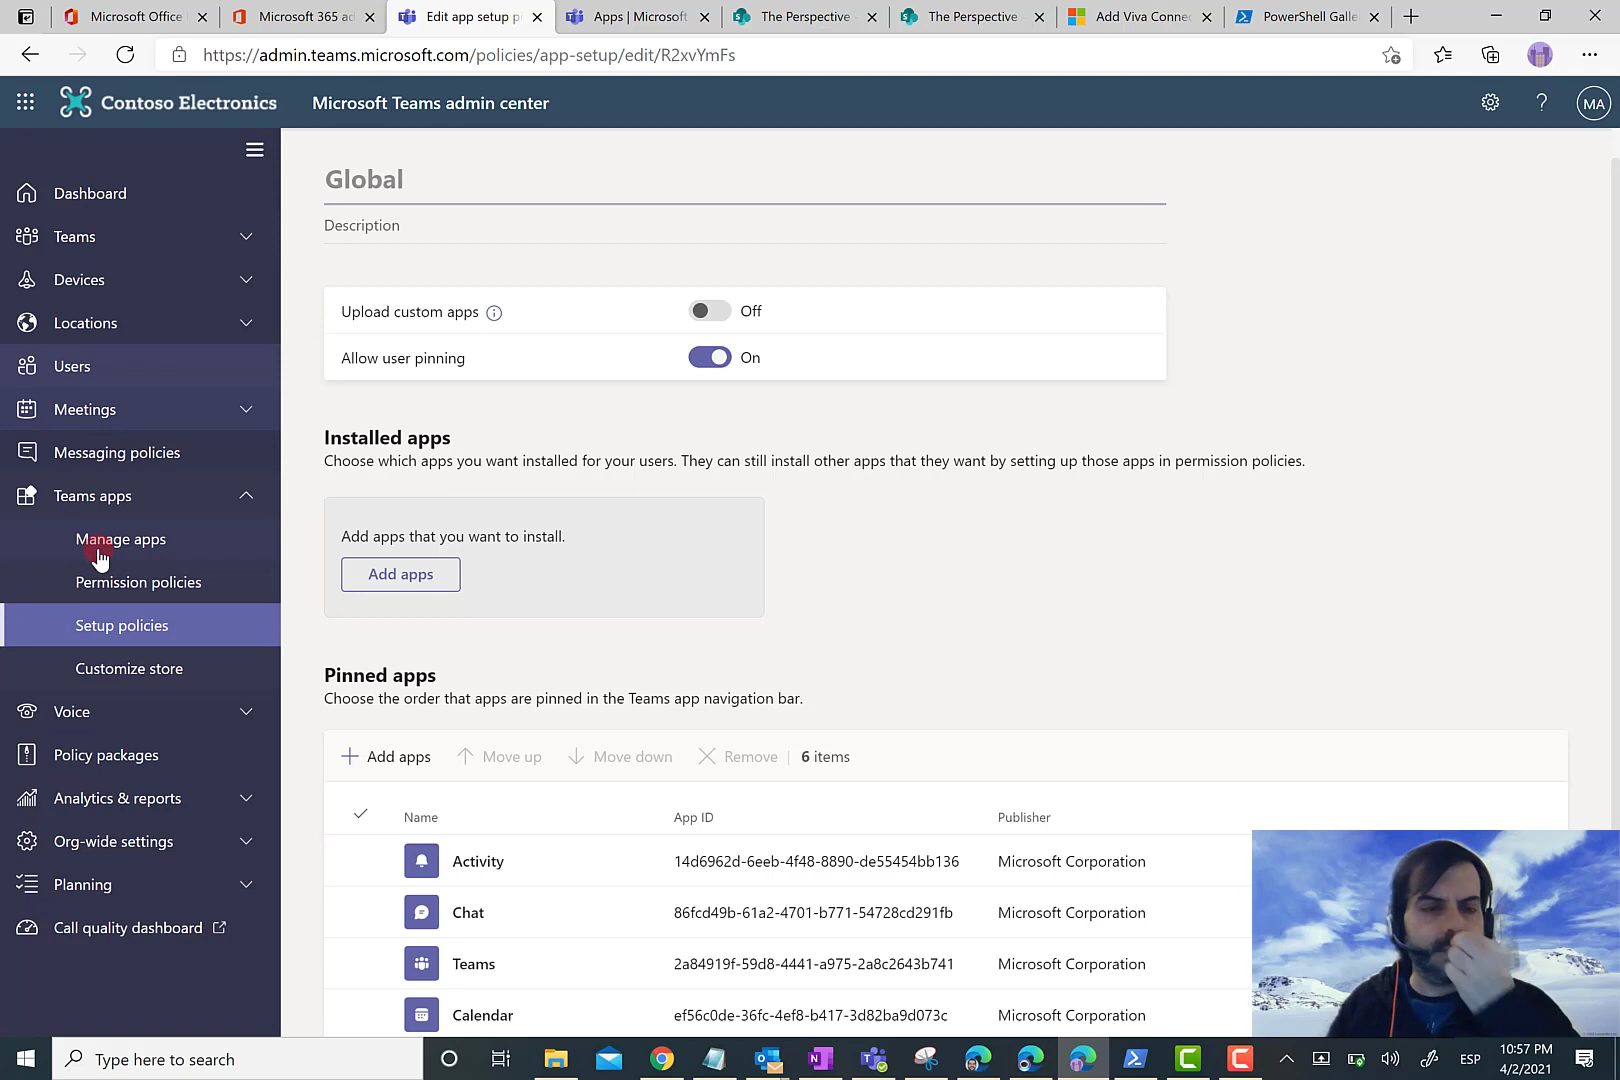 Microsoft Office
Microsoft 365 ad
Edit app setup p
Apps | Microsoft
The Perspective
The Perspective
Add Viva Connec
PowerShell Galle
https://admin.teams.microsoft.com/policies/app-setup/edit/R2xvYmFs
Contoso Electronics
Microsoft Teams admin center
MA
Dashboard
Teams
Devices
Locations
Users
Meetings
Messaging policies
Teams apps
Manage apps
Permission policies
Setup policies
Customize store
Voice
Policy packages
Analytics & reports
Org-wide settings
Planning
Call quality dashboard
Global
Description
Upload custom apps
Off
Allow user pinning
On
Installed apps
Choose which apps you want installed for your users. They can still install other apps that they want by setting up those apps in permission policies.
Add apps that you want to install.
Add apps
Pinned apps
Choose the order that apps are pinned in the Teams app navigation bar.
Add apps
Move up
Move down
Remove
6 items
Name App ID Publisher
Activity 14d6962d-6eeb-4f48-8890-de55454bb136 Microsoft Corporation
Chat 86fcd49b-61a2-4701-b771-54728cd291fb Microsoft Corporation
Teams 2a84919f-59d8-4441-a975-2a8c2643b741 Microsoft Corporation
Calendar ef56c0de-36fc-4ef8-b417-3d82ba9d073c Microsoft Corporation
Type here to search
ESP
10:57 PM
4/2/2021